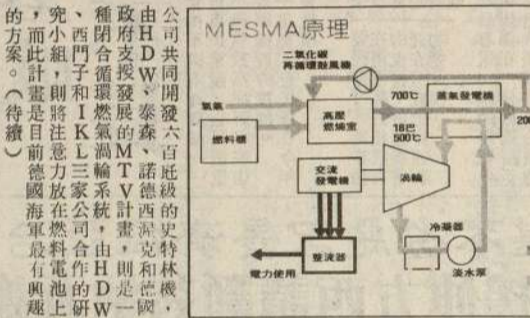 公司共同開發六百瓩級的史特林機，
由HDW、泰森、諾德西泥克和德國
政府支援發展的MTV計畫，則是一
種閉合循環燃氣渦輪系統，由HDW
、西門子和IKL三家公司合作的研
究小組，則將注意力放在燃料電池上
，而此計畫是目前德國海軍最有興趣
的方案。（待續）
MESMA原理
二氧化碳
再循環鼓風機
氧氣
燃料櫃
高壓
燃燒室
700℃
蒸氣發電機
200
18巴
500℃
交流
發電機
渦輪
整流器
冷凝器
電力使用
淡水泵